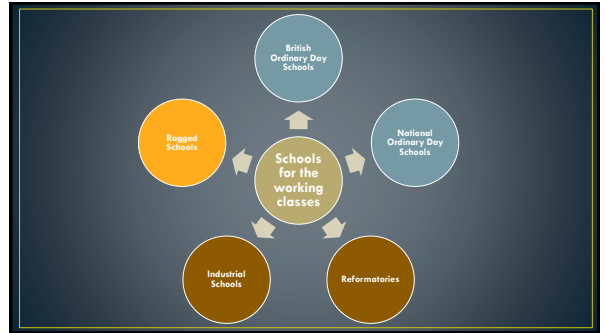 British
Ordinary Day
Schools
Ragged
Schools
National
Ordinary Day
Schools
Schools
for the
working
classes
Industrial
Schools
Reformatories